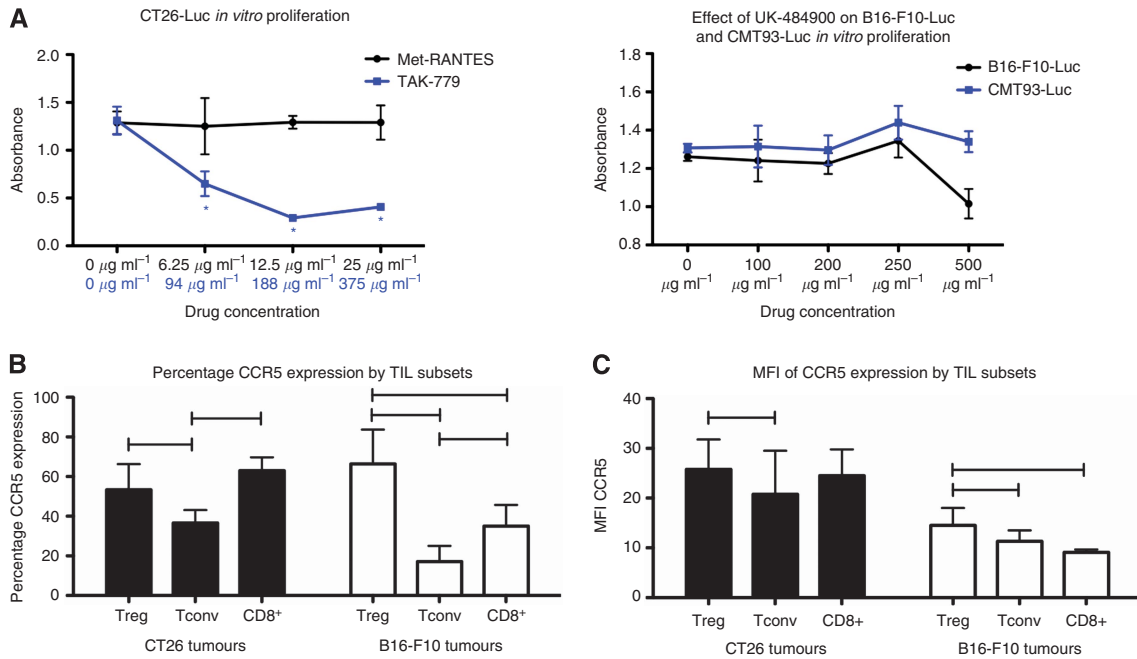 A
CT26-Luc in vitro proliferation
Met-RANTES
TAK-779
Absorbance
2.0
1.5
1.0
0.5
0.0
*
*
*
0 μg ml⁻¹ 6.25 μg ml⁻¹ 12.5 μg ml⁻¹ 25 μg ml⁻¹
0 μg ml⁻¹ 94 μg ml⁻¹ 188 μg ml⁻¹ 375 μg ml⁻¹
Drug concentration
Effect of UK-484900 on B16-F10-Luc
and CMT93-Luc in vitro proliferation
B16-F10-Luc
CMT93-Luc
Absorbance
1.8
1.6
1.4
1.2
1.0
0.8
0 100 200 250 500
μg ml⁻¹ μg ml⁻¹ μg ml⁻¹ μg ml⁻¹ μg ml⁻¹
Drug concentration
B
Percentage CCR5 expression by TIL subsets
Percentage CCR5 expression
100
80
60
40
20
0
Treg Tconv CD8⁺ Treg Tconv CD8⁺
CT26 tumours B16-F10 tumours
C
MFI of CCR5 expression by TIL subsets
MFI CCR5
40
30
20
10
0
Treg Tconv CD8+ Treg Tconv CD8+
CT26 tumours B16-F10 tumours